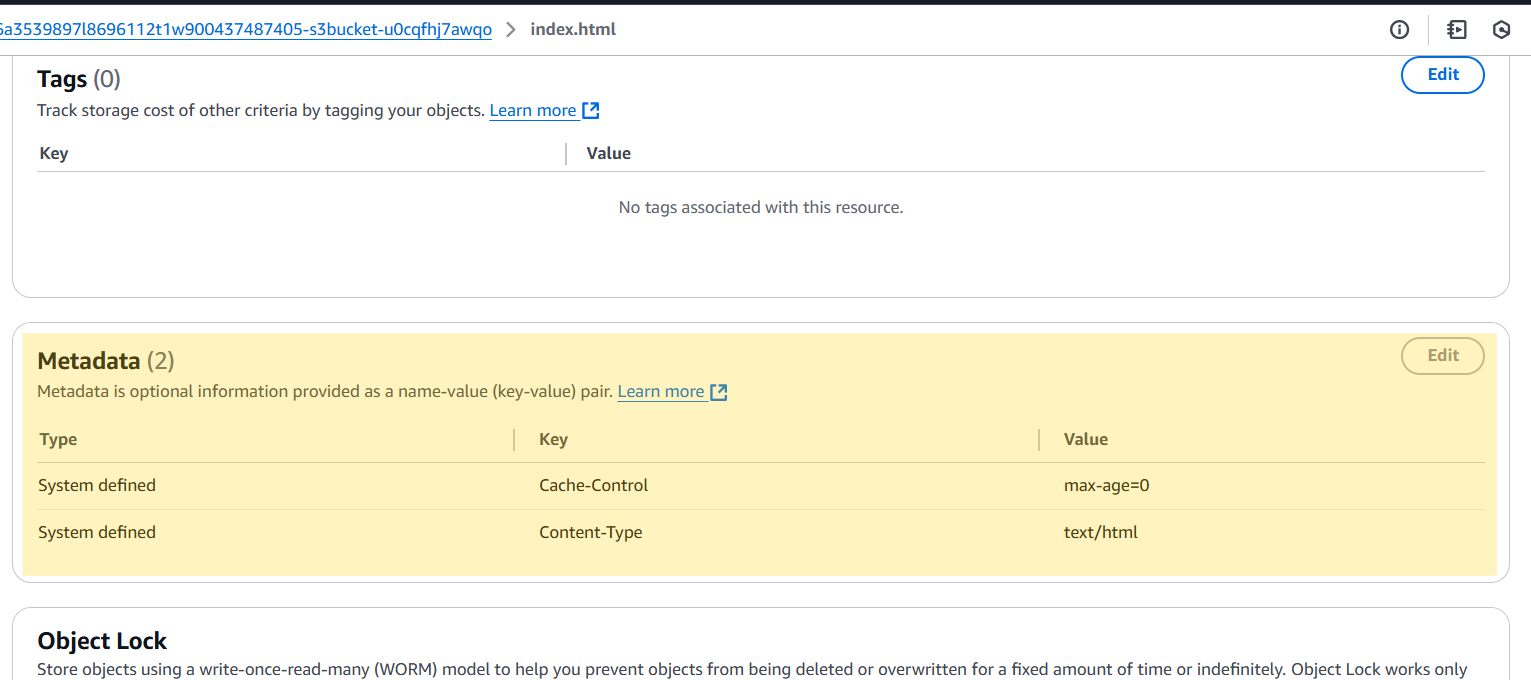 6a3539897l8696112t1w900437487405-s3bucket-u0cqfhj7awqo > index.html
Tags (0)
Edit
Track storage cost of other criteria by tagging your objects. Learn more
Key Value
No tags associated with this resource.
Metadata (2)
Edit
Metadata is optional information provided as a name-value (key-value) pair. Learn more
Type Key Value
System defined Cache-Control max-age=0
System defined Content-Type text/html
Object Lock
Store objects using a write-once-read-many (WORM) model to help you prevent objects from being deleted or overwritten for a fixed amount of time or indefinitely. Object Lock works only